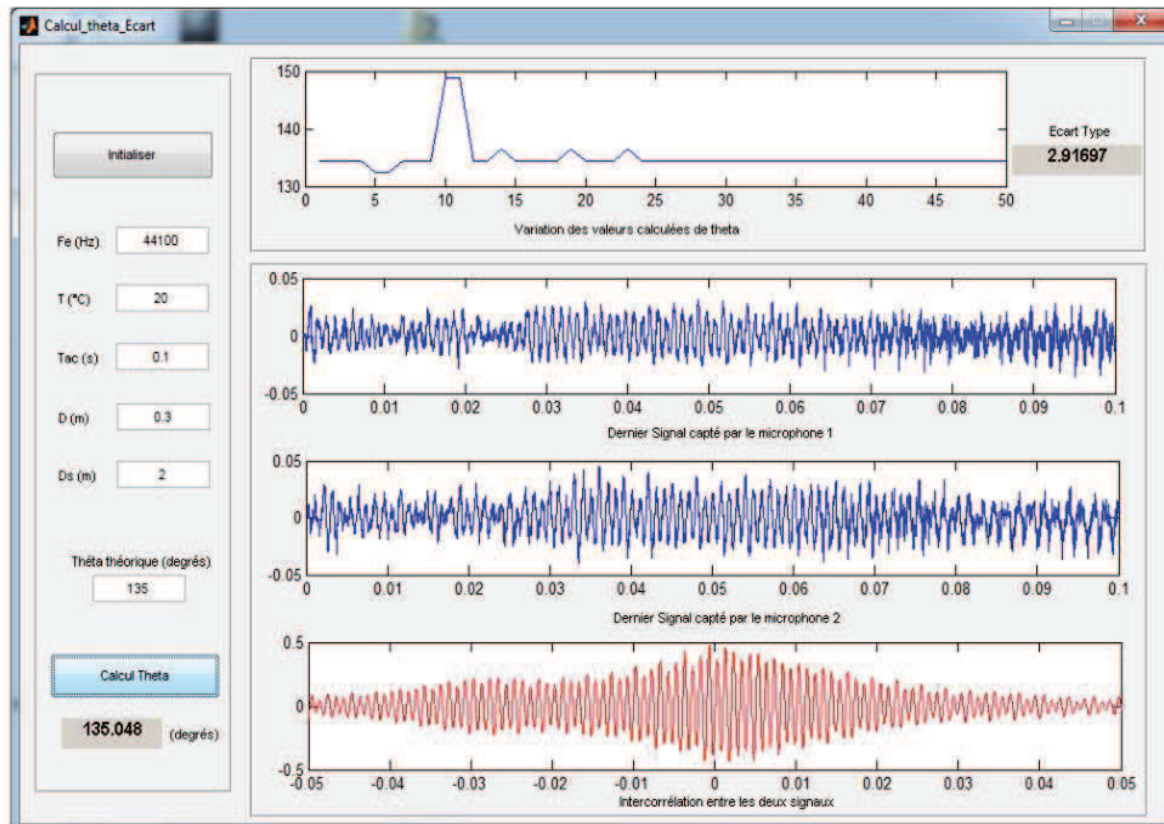 Calcul_theta_Ecart
Initialiser
Fe (Hz) 44100
T (°C) 20
Tac (s) 0.1
D (m) 0.3
Ds (m) 2
Théta théorique (degrés)
135
Calcul Theta
135.048 (degrés)
150
140
130
0 5 10 15 20 25 30 35 40 45 50
Variation des valeurs calculées de theta
Ecart Type
2.91697
0.05
0
-0.05
0 0.01 0.02 0.03 0.04 0.05 0.06 0.07 0.08 0.09 0.1
Dernier Signal capté par le microphone 1
0.05
0
-0.05
0 0.01 0.02 0.03 0.04 0.05 0.06 0.07 0.08 0.09 0.1
Dernier Signal capté par le microphone 2
0.5
0
-0.5
-0.05 -0.04 -0.03 -0.02 -0.01 0 0.01 0.02 0.03 0.04 0.05
Intercorrélation entre les deux signaux